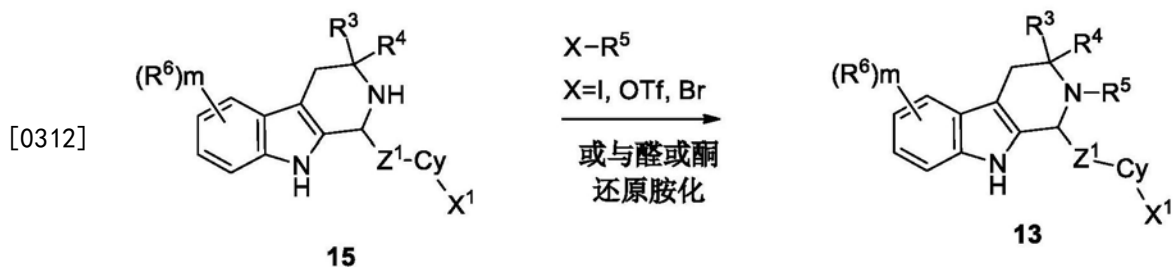 [0312]
R³
R⁴
(R⁶)m
NH
N
H
Z¹-Cy
X¹
15
X–R⁵
X=I, OTf, Br
或与醛或酮
还原胺化
R³
R⁴
(R⁶)m
N–R⁵
N
H
Z¹–Cy
X¹
13